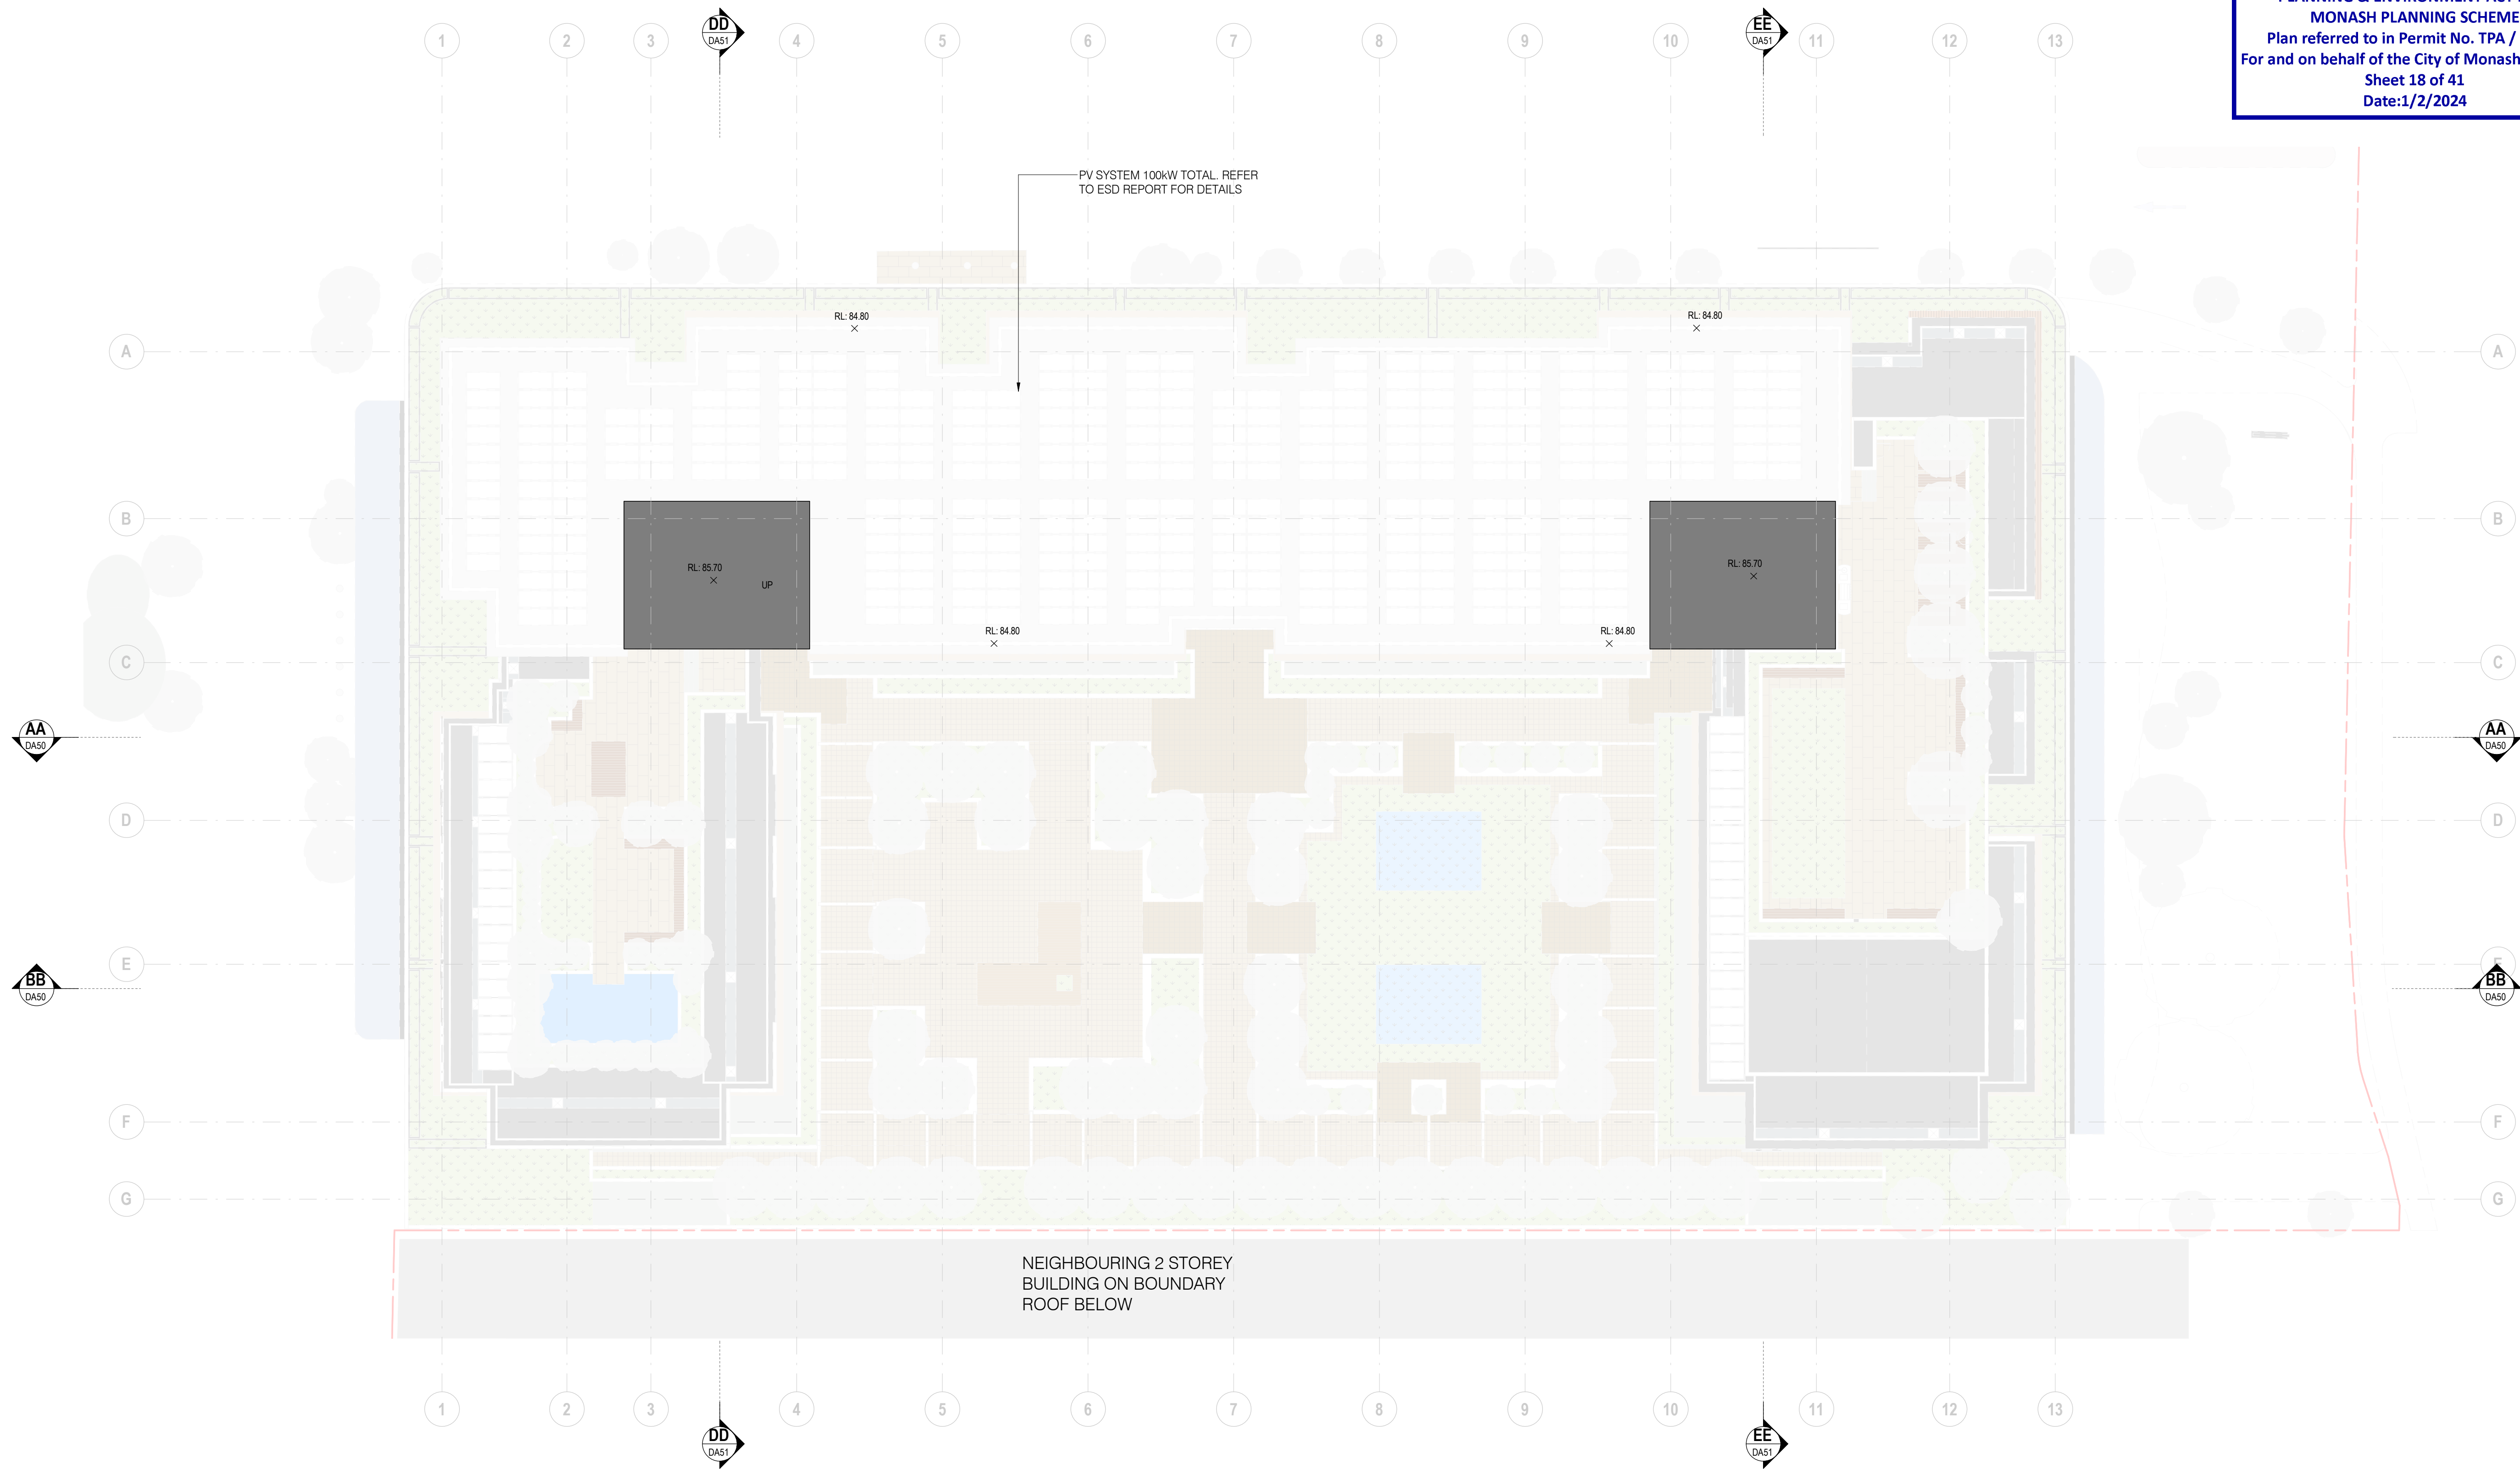 MONASH PLANNING SCHEME
Plan referred to in Permit No. TPA /
For and on behalf of the City of Monash
Sheet 18 of 41
Date:1/2/2024
1 2 3 4 5 6 7 8 9 10 11 12 13
DD
DA51
EE
DA51
PV SYSTEM 100kW TOTAL. REFER
TO ESD REPORT FOR DETAILS
RL: 84.80
RL: 84.80
A
A
B
B
RL: 85.70
UP
RL: 85.70
RL: 84.80
RL: 84.80
C
C
AA
DA50
AA
DA50
D
D
E
E
BB
DA50
BB
DA50
F
F
G
G
NEIGHBOURING 2 STOREY
BUILDING ON BOUNDARY
ROOF BELOW
1 2 3 4 5 6 7 8 9 10 11 12 13
DD
DA51
EE
DA51